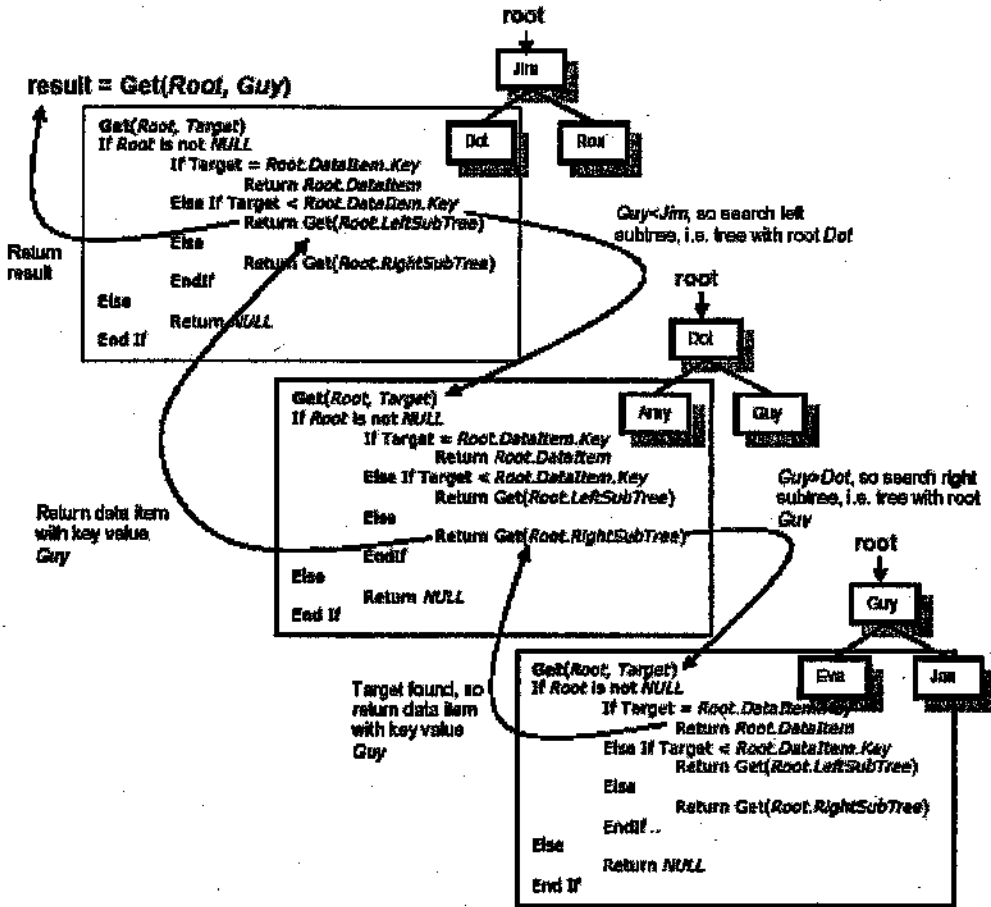 root
Jim
Dot
Ron
result = Get(Root, Guy)
Get(Root, Target)
If Root is not NULL
If Target = Root.DataItem.Key
Return Root.DataItem
Else If Target < Root.DataItem.Key
Return Get(Root.LeftSubTree)
Else
Return Get(Root.RightSubTree)
EndIf
Else
Return NULL
End If
Return
result
Guy<Jim, so search left
subtree, i.e. tree with root Dot
root
Dot
Amy
Guy
Get(Root, Target)
If Root is not NULL
If Target = Root.DataItem.Key
Return Root.DataItem
Else If Target < Root.DataItem.Key
Return Get(Root.LeftSubTree)
Else
Return Get(Root.RightSubTree)
EndIf
Else
Return NULL
End If
Return data item
with key value
Guy
Guy>Dot, so search right
subtree, i.e. tree with root
Guy
root
Guy
Eva
Jan
Get(Root, Target)
If Root is not NULL
If Target = Root.DataItem.Key
Return Root.DataItem
Else If Target < Root.DataItem.Key
Return Get(Root.LeftSubTree)
Else
Return Get(Root.RightSubTree)
EndIf..
Else
Return NULL
End If
Target found, so
return data item
with key value
Guy